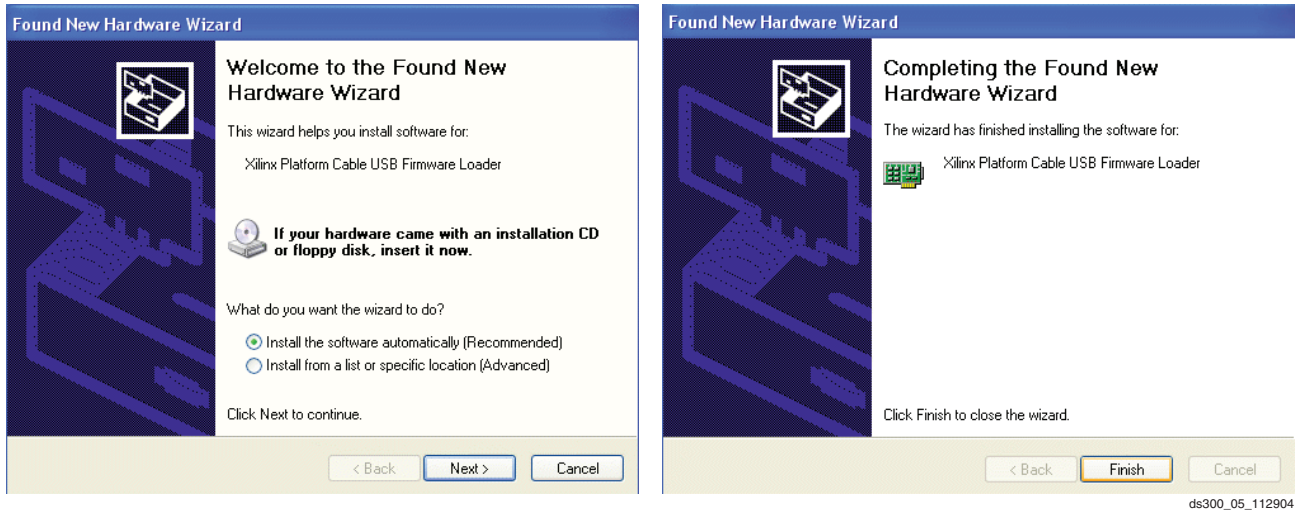 Found New Hardware Wizard
Welcome to the Found New
Hardware Wizard
This wizard helps you install software for:
Xilinx Platform Cable USB Firmware Loader
If your hardware came with an installation CD
or floppy disk, insert it now.
What do you want the wizard to do?
Install the software automatically (Recommended)
Install from a list or specific location (Advanced)
Click Next to continue.
< Back
Next >
Cancel
Found New Hardware Wizard
Completing the Found New
Hardware Wizard
The wizard has finished installing the software for:
Xilinx Platform Cable USB Firmware Loader
Click Finish to close the wizard.
< Back
Finish
Cancel
ds300_05_112904